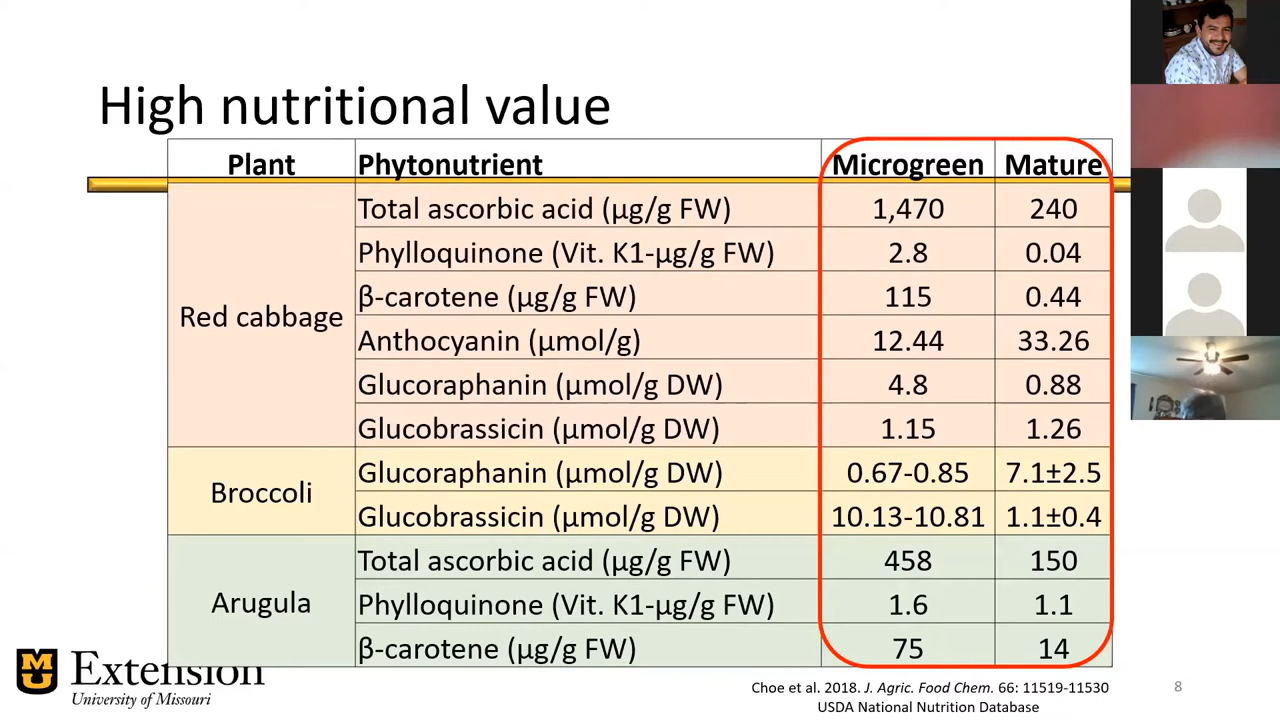 High nutritional value
Plant Phytonutrient Microgreen Mature
Red cabbage
Total ascorbic acid (µg/g FW) 1,470 240
Phylloquinone (Vit. K1-µg/g FW) 2.8 0.04
β-carotene (µg/g FW) 115 0.44
Anthocyanin (µmol/g) 12.44 33.26
Glucoraphanin (µmol/g DW) 4.8 0.88
Glucobrassicin (µmol/g DW) 1.15 1.26
Broccoli
Glucoraphanin (µmol/g DW) 0.67-0.85 7.1±2.5
Glucobrassicin (µmol/g DW) 10.13-10.81 1.1±0.4
Arugula
Total ascorbic acid (µg/g FW) 458 150
Phylloquinone (Vit. K1-µg/g FW) 1.6 1.1
β-carotene (µg/g FW) 75 14
MU Extension
University of Missouri
Choe et al. 2018. J. Agric. Food Chem. 66: 11519-11530
USDA National Nutrition Database
8